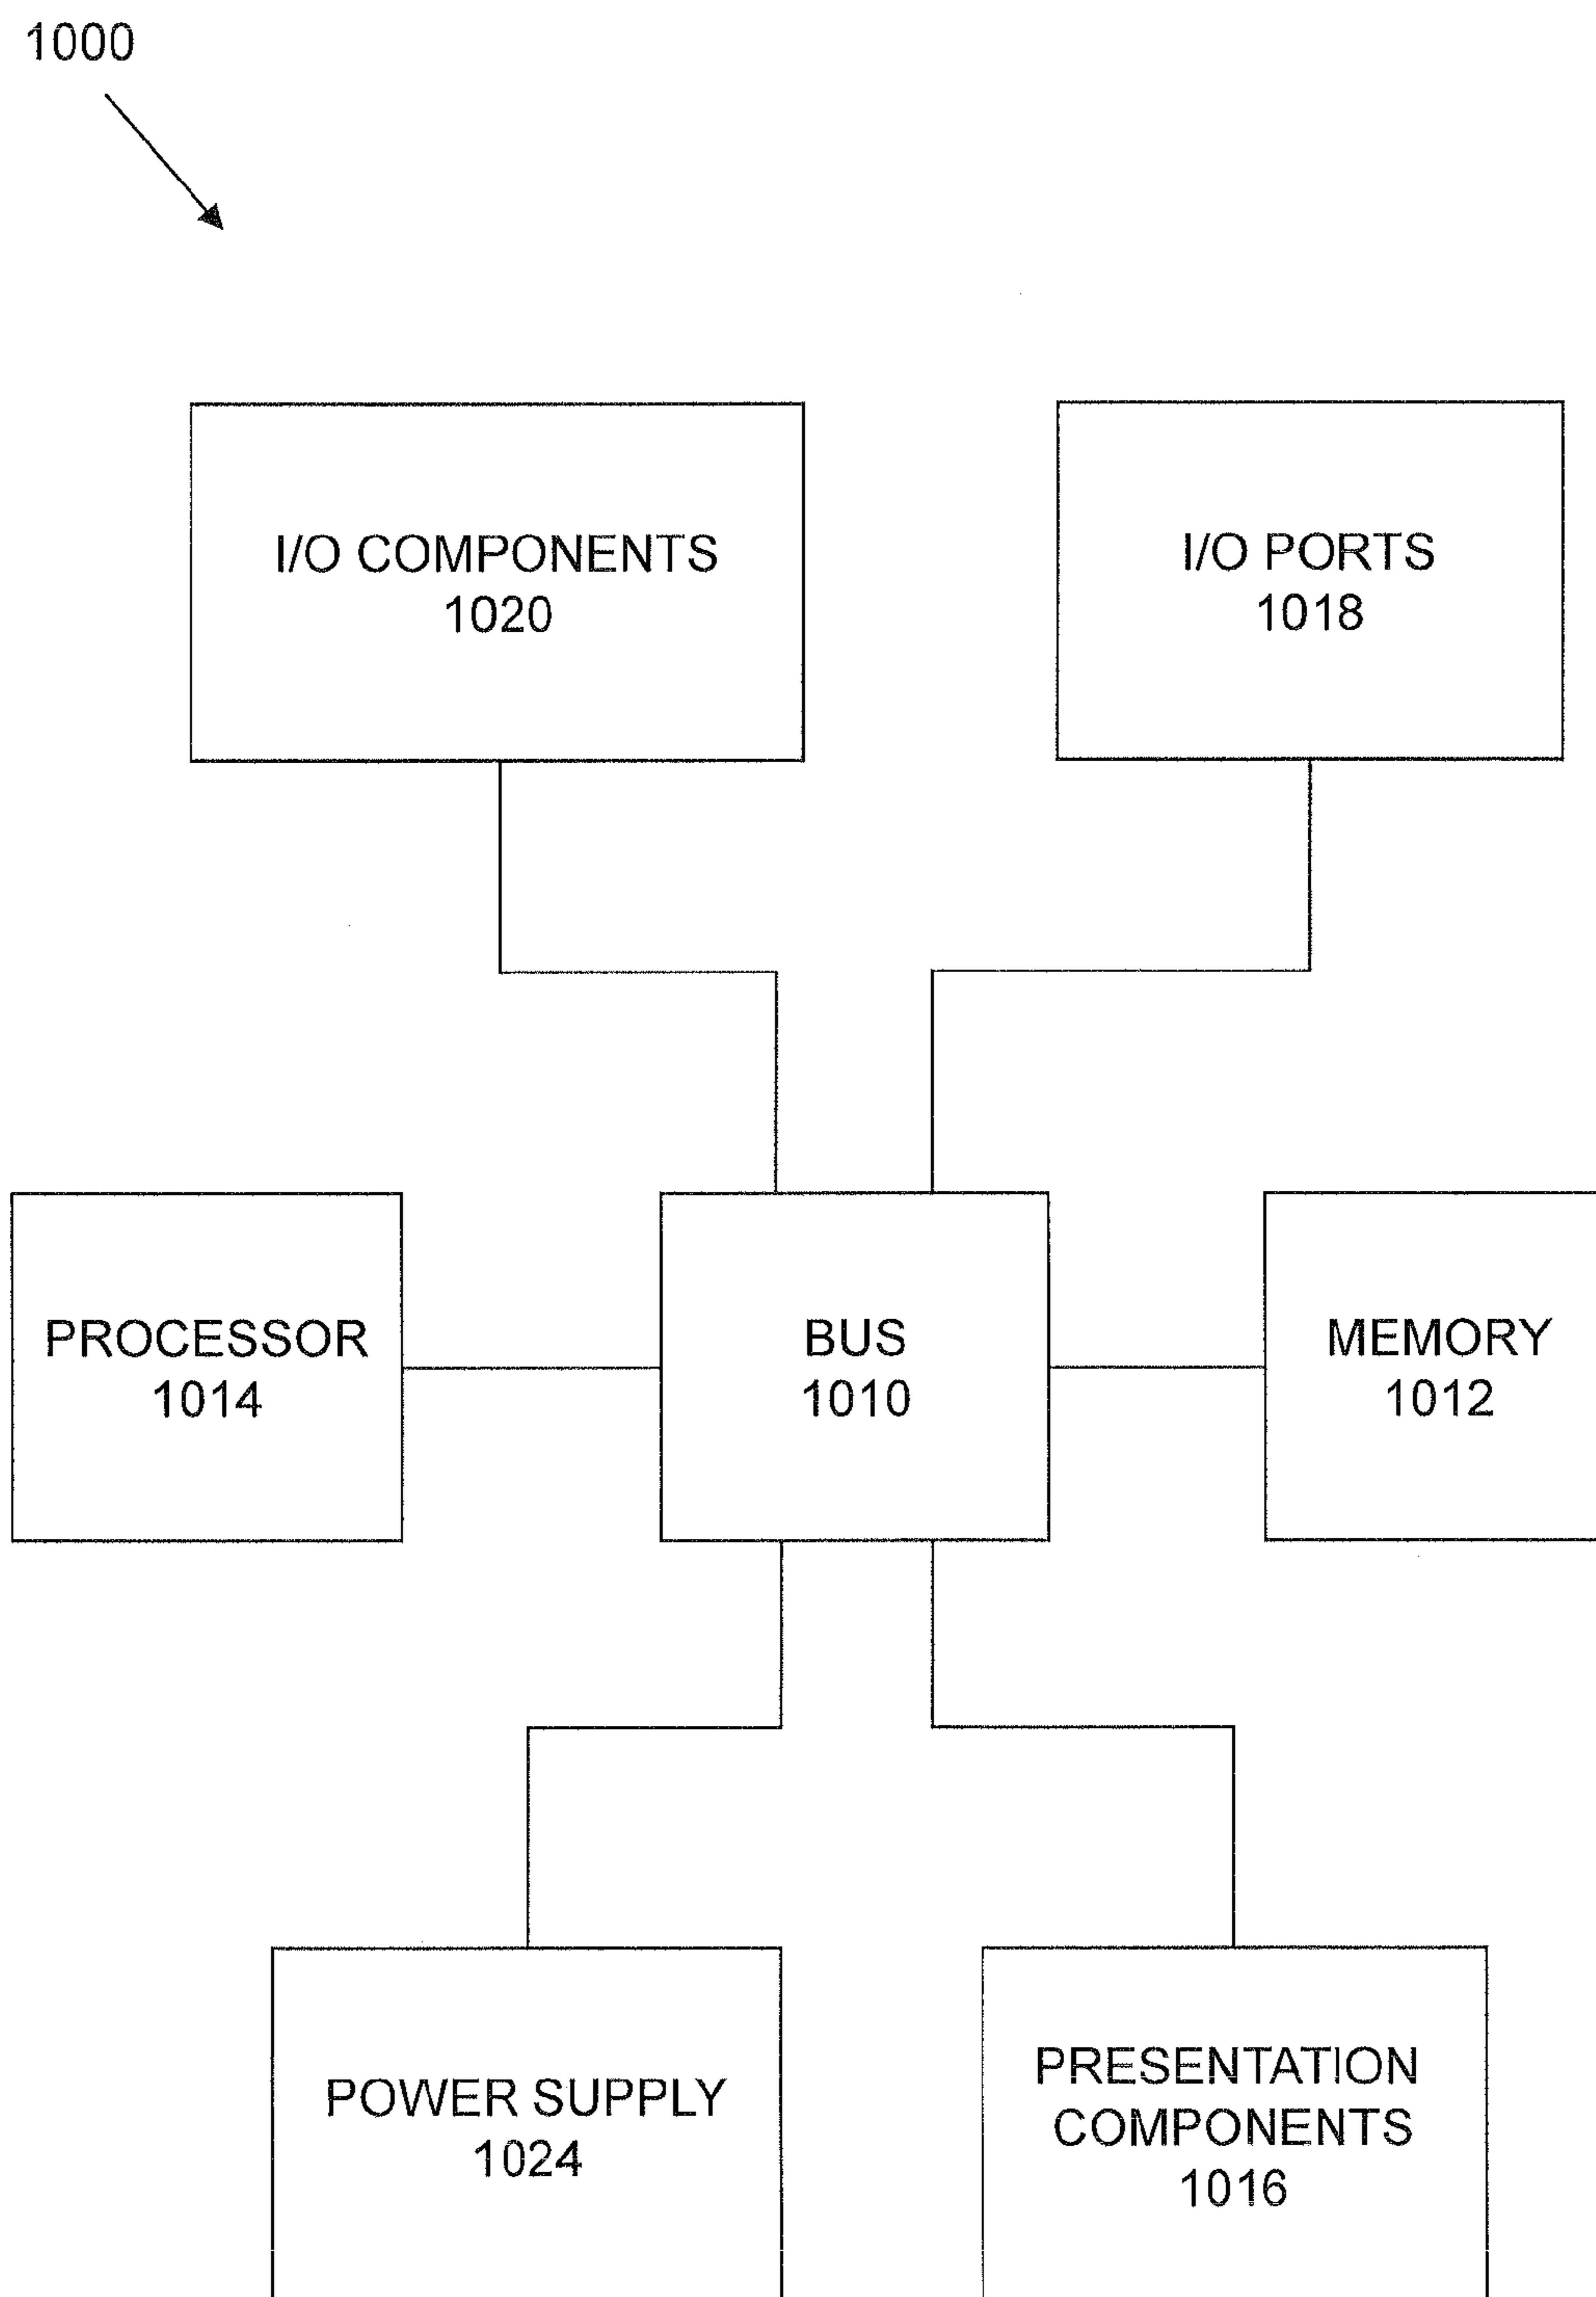 1000
I/O COMPONENTS
1020
I/O PORTS
1018
PROCESSOR
1014
BUS
1010
MEMORY
1012
POWER SUPPLY
1024
PRESENTATION
COMPONENTS
1016